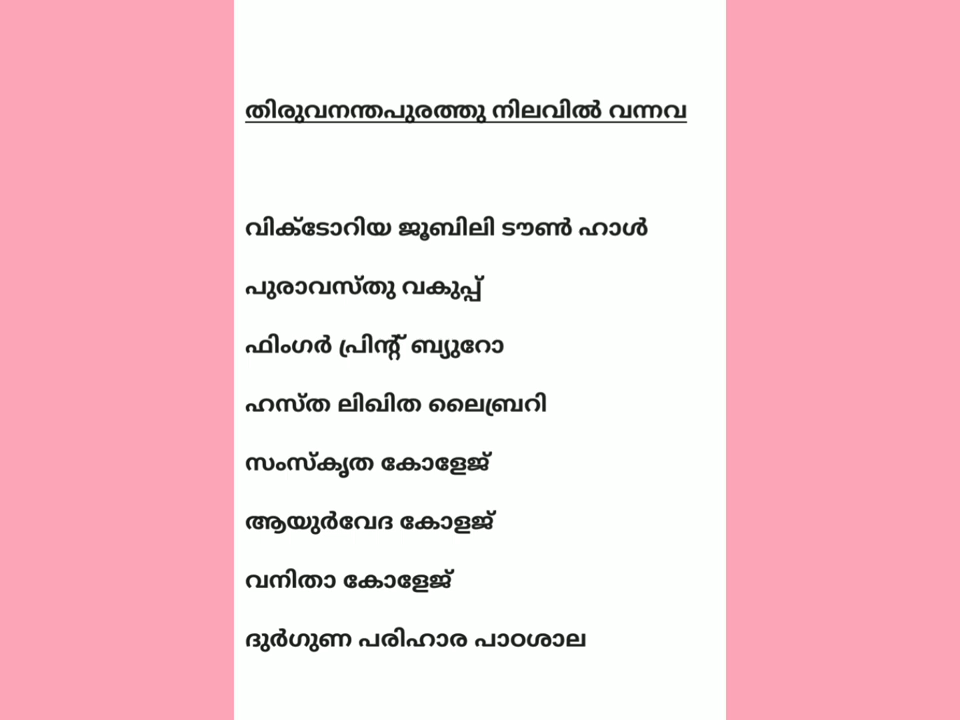 തിരുവനന്തപുരത്തു നിലവിൽ വന്നവ
വിക്ടോറിയ ജൂബിലി ടൗൺ ഹാൾ
പുരാവസ്തു വകുപ്പ്
ഫിംഗർ പ്രിന്റ് ബ്യുറോ
ഹസ്ത ലിഖിത ലൈബ്രറി
സംസ്കൃത കോളേജ്
ആയുർവേദ കോളജ്
വനിതാ കോളേജ്
ദുർഗുണ പരിഹാര പാഠശാല